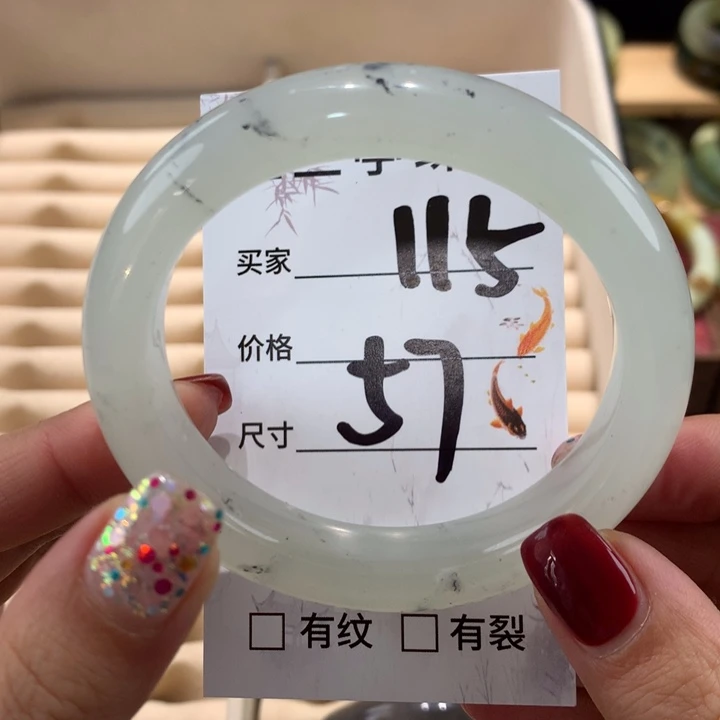 买家 115
价格
尺寸 57
□ 有纹 □ 有裂